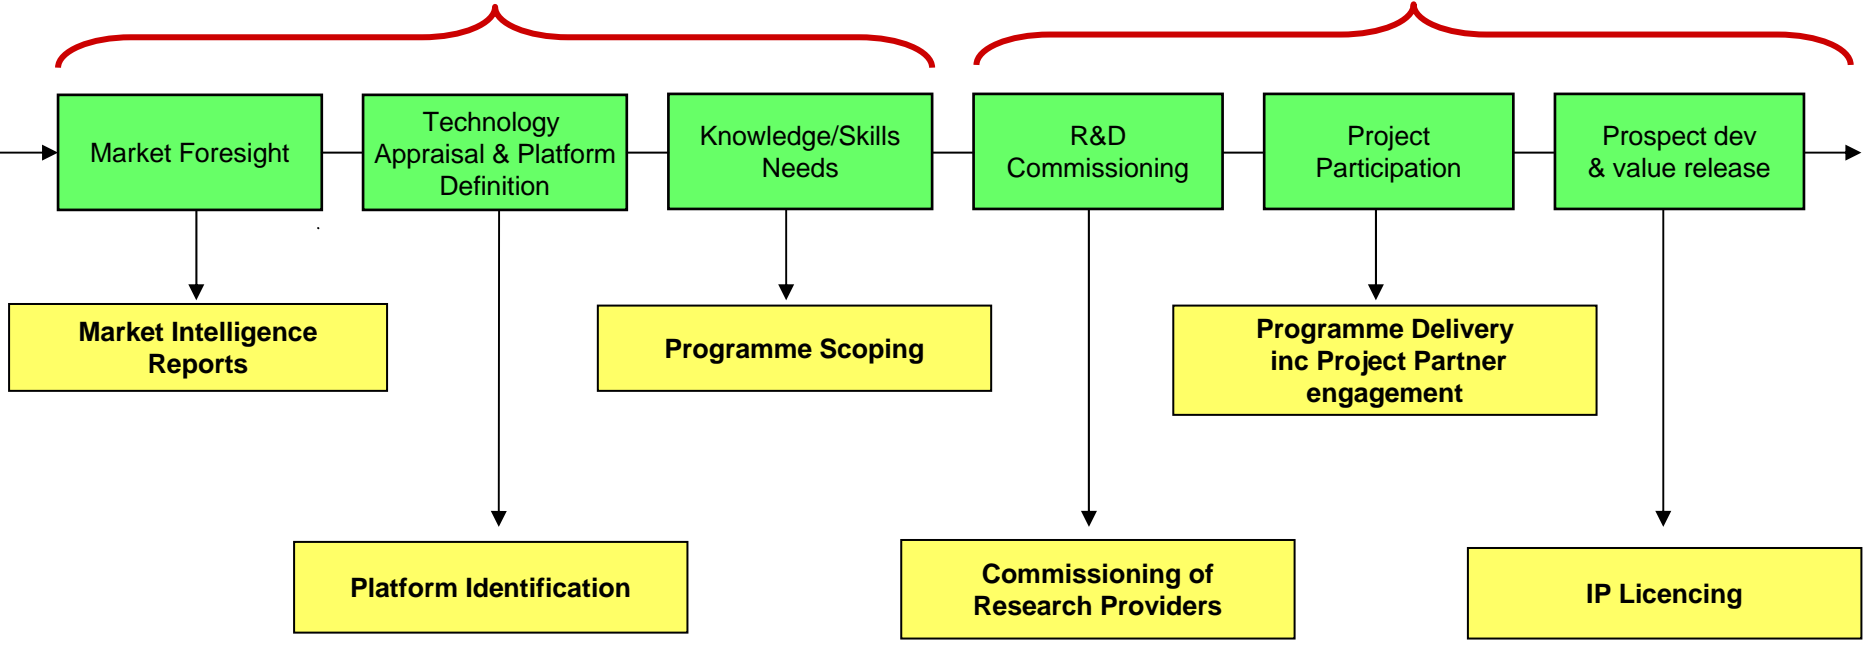 Market Foresight
Technology
Appraisal & Platform
Definition
Knowledge/Skills
Needs
R&D
Commissioning
Project
Participation
Prospect dev
& value release
Market Intelligence
Reports
Programme Scoping
Programme Delivery
inc Project Partner
engagement
Platform Identification
Commissioning of
Research Providers
IP Licencing